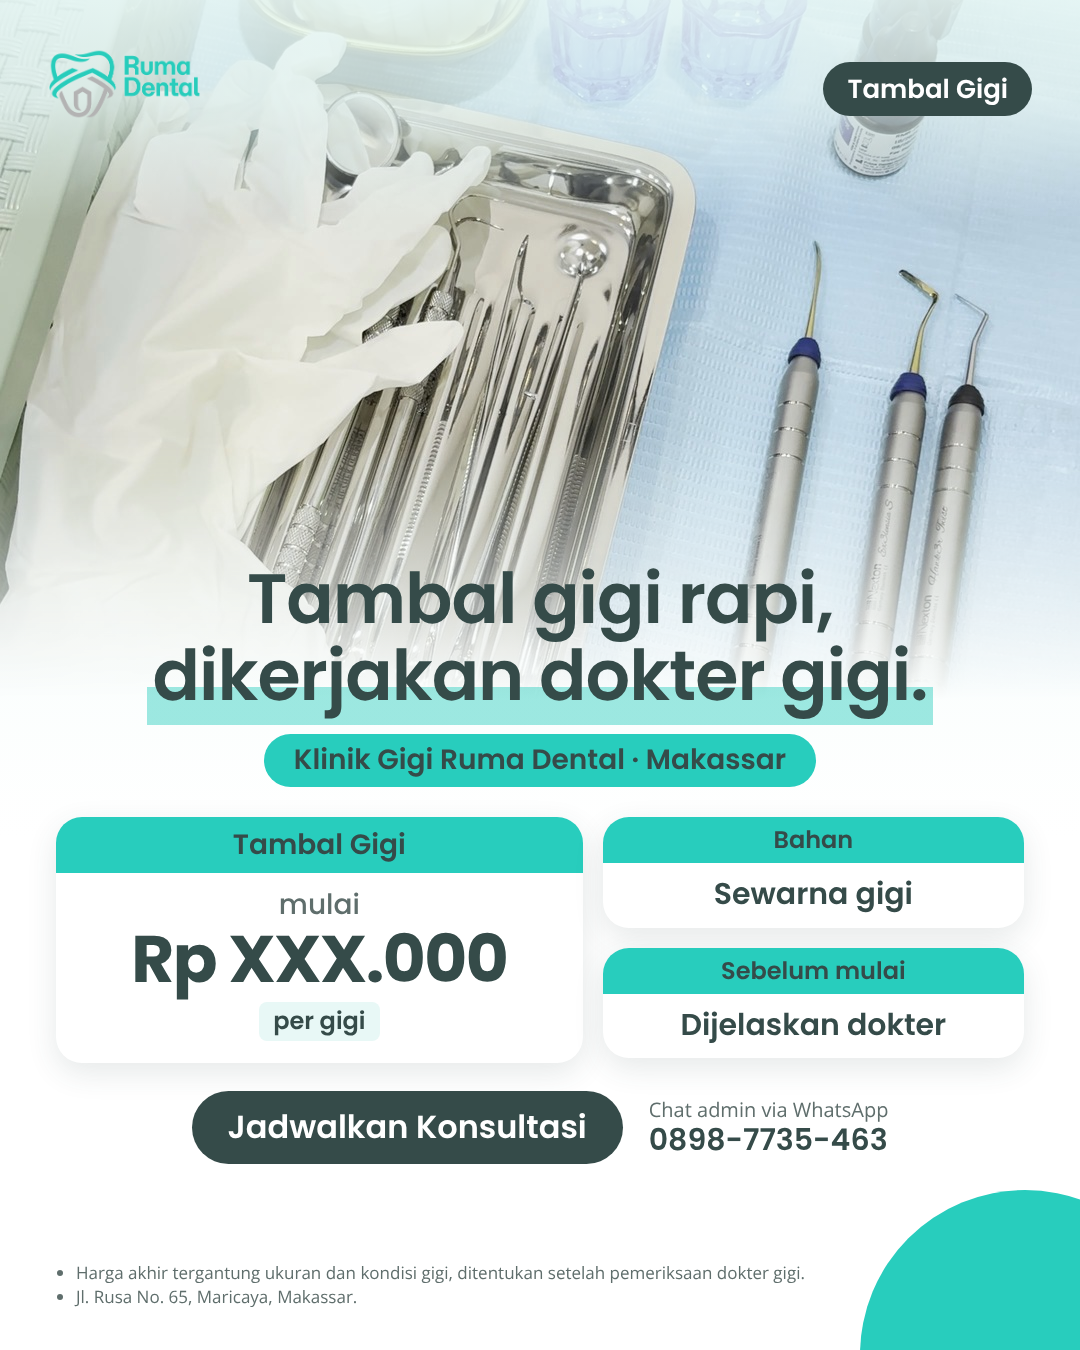 Ruma
Dental
Tambal Gigi
Tambal gigi rapi,
dikerjakan dokter gigi.
Klinik Gigi Ruma Dental · Makassar
Tambal Gigi
mulai
Rp XXX.000
per gigi
Bahan
Sewarna gigi
Sebelum mulai
Dijelaskan dokter
Jadwalkan Konsultasi
Chat admin via WhatsApp
0898-7735-463
• Harga akhir tergantung ukuran dan kondisi gigi, ditentukan setelah pemeriksaan dokter gigi.
• Jl. Rusa No. 65, Maricaya, Makassar.